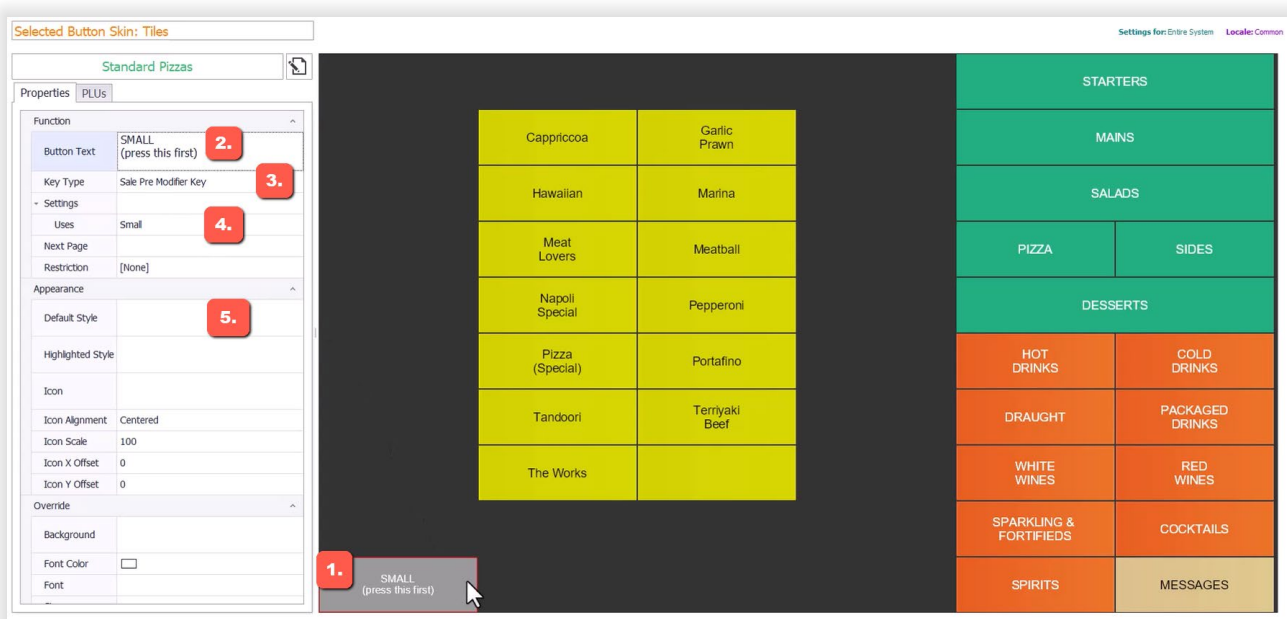 Selected Button Skin: Tiles
Settings for: Entire System Locale: Common
Standard Pizzas
Properties PLUs
Function
Button Text
SMALL
(press this first)
2.
Key Type Sale Pre Modifier Key
3.
Settings
Uses Small
4.
Next Page
Restriction [None]
Appearance
Default Style
5.
Highlighted Style
Icon
Icon Alignment Centered
Icon Scale 100
Icon X Offset 0
Icon Y Offset 0
Override
Background
Font Color
Font
Cappriccoa
Garlic
Prawn
Hawaiian
Marina
Meat
Lovers
Meatball
Napoli
Special
Pepperoni
Pizza
(Special)
Portafino
Tandoori
Terriyaki
Beef
The Works
1.
SMALL
(press this first)
STARTERS
MAINS
SALADS
PIZZA
SIDES
DESSERTS
HOT
DRINKS
COLD
DRINKS
DRAUGHT
PACKAGED
DRINKS
WHITE
WINES
RED
WINES
SPARKLING &
FORTIFIEDS
COCKTAILS
SPIRITS
MESSAGES